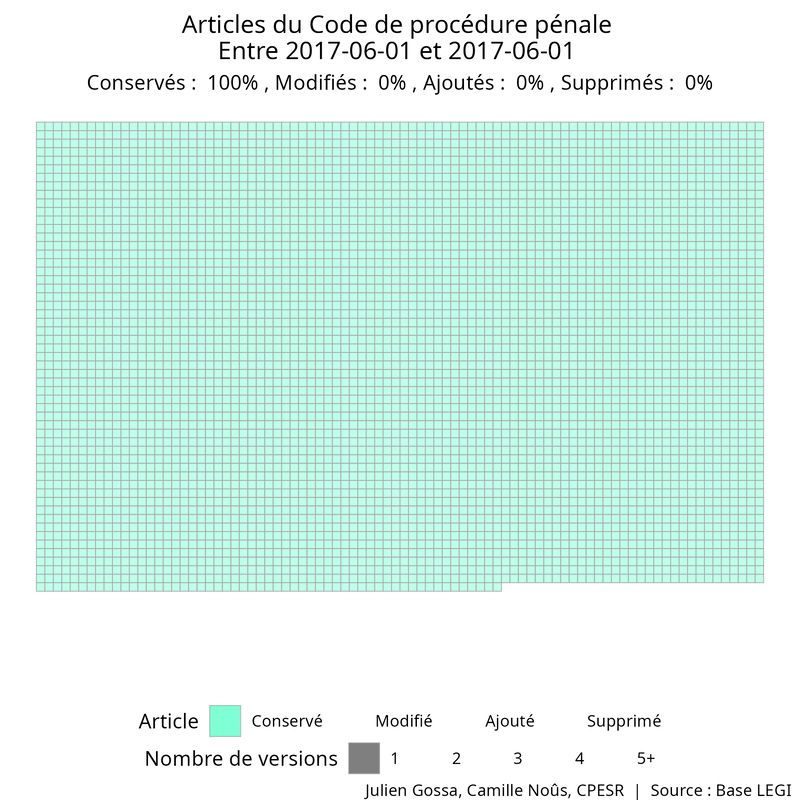 Articles du Code de procédure pénale
Entre 2017-06-01 et 2017-06-01
Conservés :  100% , Modifiés :  0% , Ajoutés :  0% , Supprimés :  0%
Article Conservé Modifié Ajouté Supprimé
Nombre de versions 1 2 3 4 5+
Julien Gossa, Camille Noûs, CPESR  |  Source : Base LEGI